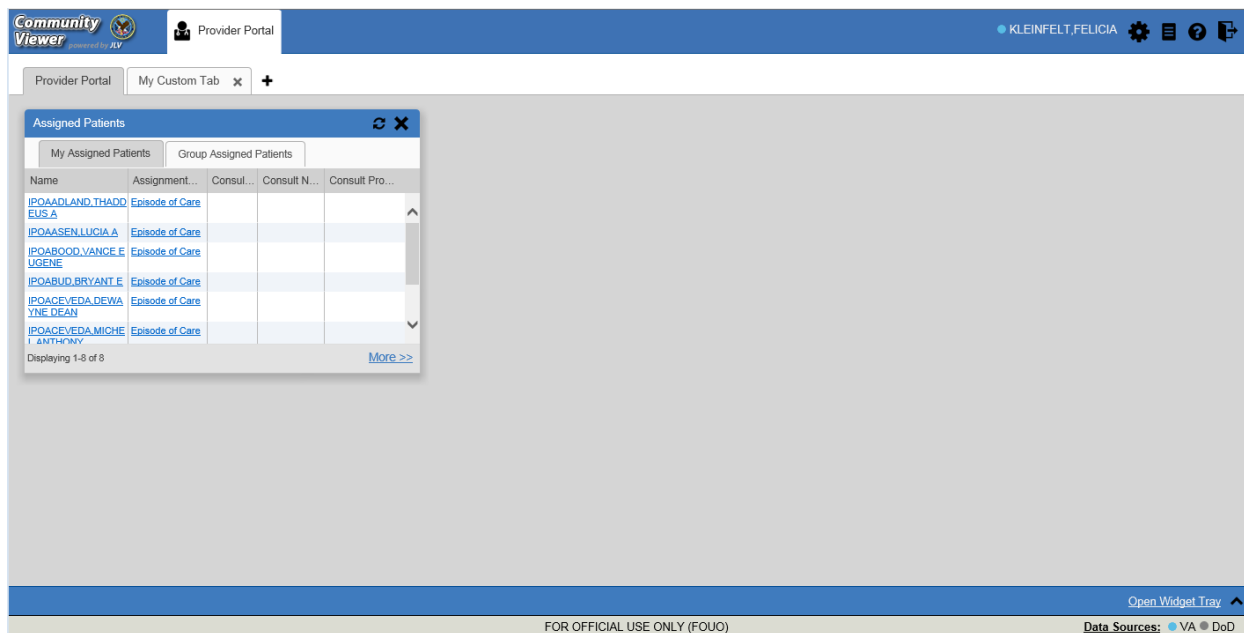 Community
Viewer powered by JLV
Provider Portal
KLEINFELT,FELICIA
Provider Portal
My Custom Tab
Assigned Patients
My Assigned Patients
Group Assigned Patients
Name Assignment... Consul... Consult N... Consult Pro...
IPOAADLAND,THADD Episode of Care
EUS A
IPOAASEN,LUCIA A Episode of Care
IPOABOOD,VANCE E Episode of Care
UGENE
IPOABUD,BRYANT E Episode of Care
IPOACEVEDA,DEWA Episode of Care
YNE DEAN
IPOACEVEDA,MICHE Episode of Care
L ANTHONY
Displaying 1-8 of 8 More >>
Open Widget Tray
FOR OFFICIAL USE ONLY (FOUO)
Data Sources: VA DoD